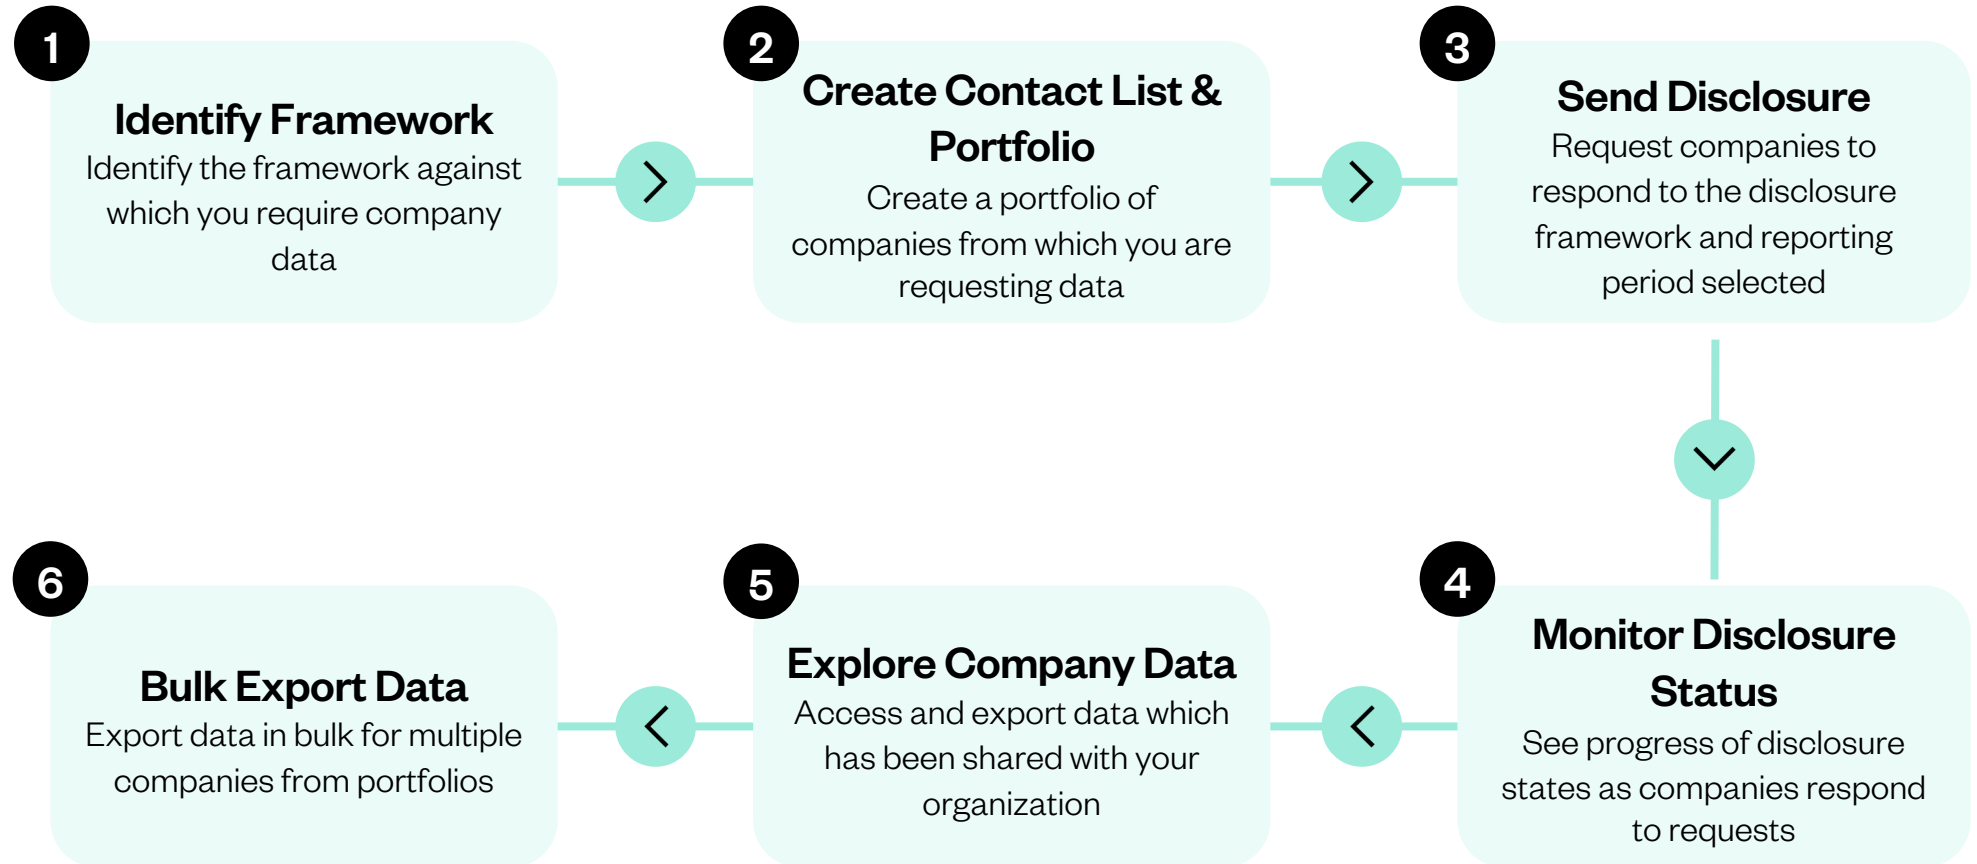 1
Identify Framework
Identify the framework against
which you require company
data
2
Create Contact List &
Portfolio
Create a portfolio of
companies from which you are
requesting data
3
Send Disclosure
Request companies to
respond to the disclosure
framework and reporting
period selected
4
Monitor Disclosure
Status
See progress of disclosure
states as companies respond
to requests
5
Explore Company Data
Access and export data which
has been shared with your
organization
6
Bulk Export Data
Export data in bulk for multiple
companies from portfolios